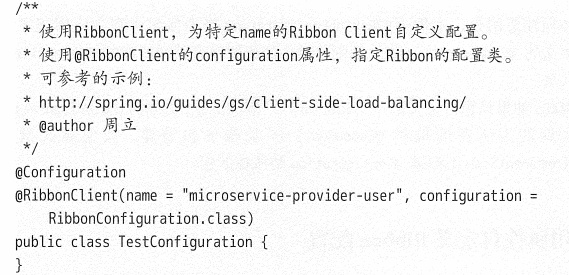 /**
* 使用RibbonClient，为特定name的Ribbon Client自定义配置。
* 使用@RibbonClient的configuration属性，指定Ribbon的配置类。
* 可参考的示例：
* http://spring.io/guides/gs/client-side-load-balancing/
* @author 周立
*/
@Configuration
@RibbonClient(name = "microservice-provider-user", configuration =
RibbonConfiguration.class)
public class TestConfiguration {
}